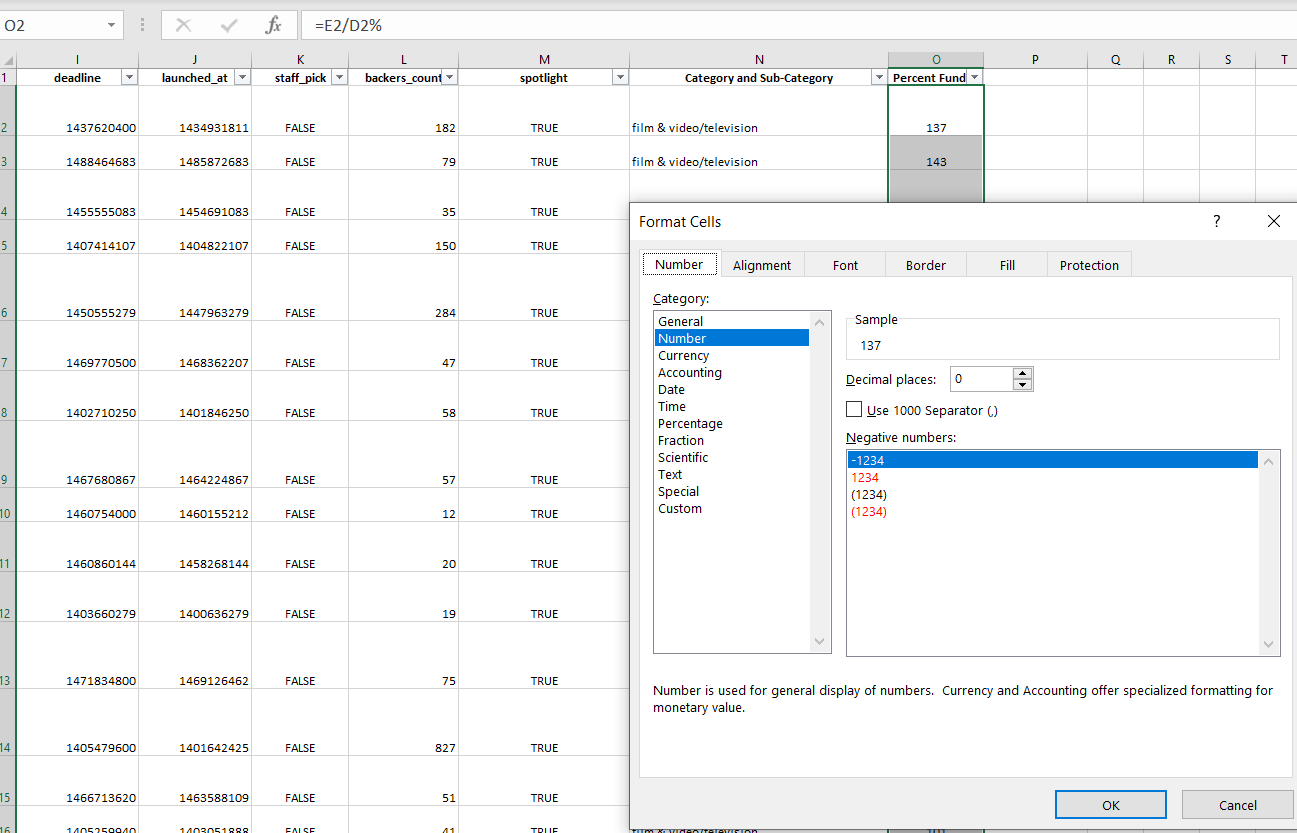 O2 fx =E2/D2%
I J K L M N O P Q R S T
1 deadline launched_at staff_pick backers_count spotlight Category and Sub-Category Percent Fund
2 1437620400 1434931811 FALSE 182 TRUE film & video/television 137
3 1488464683 1485872683 FALSE 79 TRUE film & video/television 143
4 1455555083 1454691083 FALSE 35 TRUE
5 1407414107 1404822107 FALSE 150 TRUE
6 1450555279 1447963279 FALSE 284 TRUE
7 1469770500 1468362207 FALSE 47 TRUE
8 1402710250 1401846250 FALSE 58 TRUE
9 1467680867 1464224867 FALSE 57 TRUE
10 1460754000 1460155212 FALSE 12 TRUE
11 1460860144 1458268144 FALSE 20 TRUE
12 1403660279 1400636279 FALSE 19 TRUE
13 1471834800 1469126462 FALSE 75 TRUE
14 1405479600 1401642425 FALSE 827 TRUE
15 1466713620 1463588109 FALSE 51 TRUE
16 1405259940 1403051888 FALSE 41 TRUE film & video/television 101
Format Cells ?
Number Alignment Font Border Fill Protection
Category:
General
Number
Currency
Accounting
Date
Time
Percentage
Fraction
Scientific
Text
Special
Custom
Sample
137
Decimal places: 0
Use 1000 Separator (,)
Negative numbers:
-1234
1234
(1234)
(1234)
Number is used for general display of numbers. Currency and Accounting offer specialized formatting for
monetary value.
OK Cancel